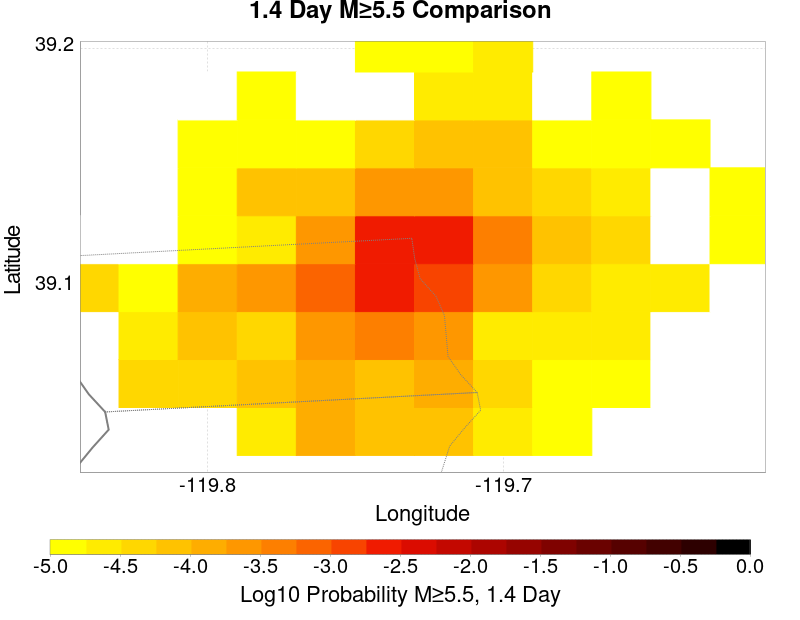 1.4 Day M≥5.5 Comparison
39.2
39.1
Latitude
-119.8 -119.7
Longitude
-5.0 -4.5 -4.0 -3.5 -3.0 -2.5 -2.0 -1.5 -1.0 -0.5 0.0
Log10 Probability M≥5.5, 1.4 Day